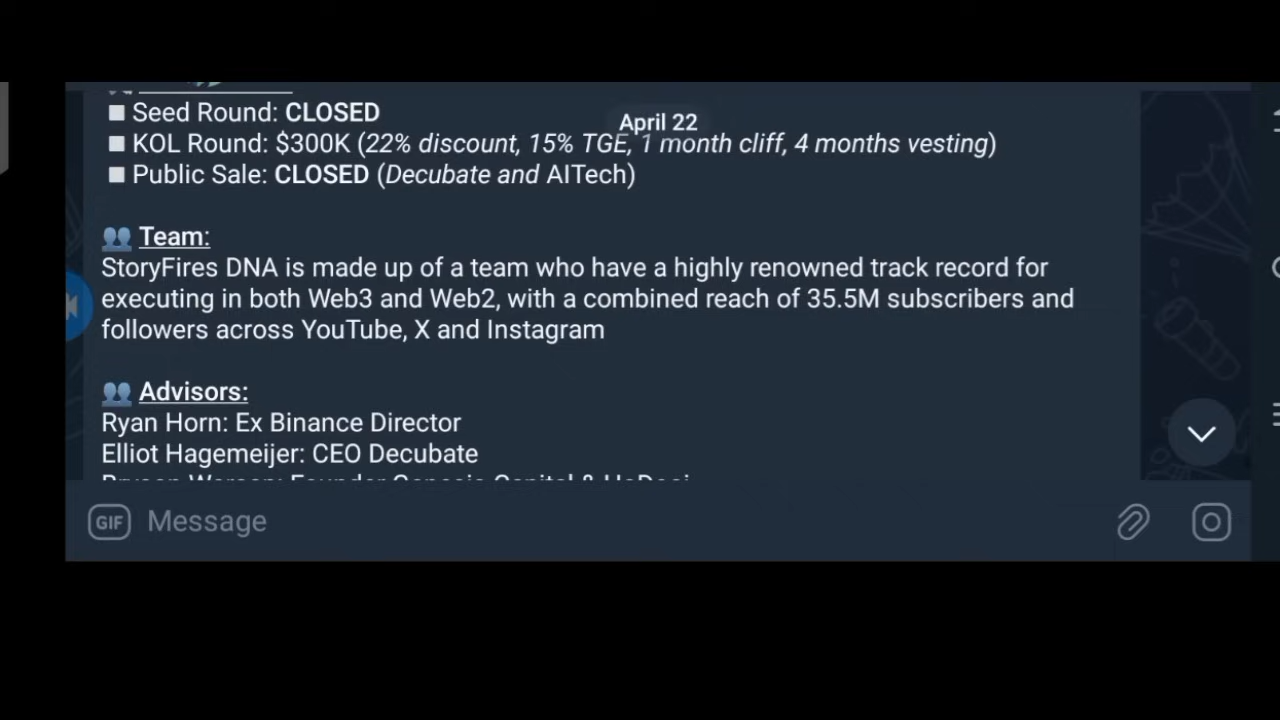 Seed Round: CLOSED
April 22
KOL Round: $300K (22% discount, 15% TGE, 1 month cliff, 4 months vesting)
Public Sale: CLOSED (Decubate and AITech)
Team:
StoryFires DNA is made up of a team who have a highly renowned track record for
executing in both Web3 and Web2, with a combined reach of 35.5M subscribers and
followers across YouTube, X and Instagram
Advisors:
Ryan Horn: Ex Binance Director
Elliot Hagemeijer: CEO Decubate
GIF Message